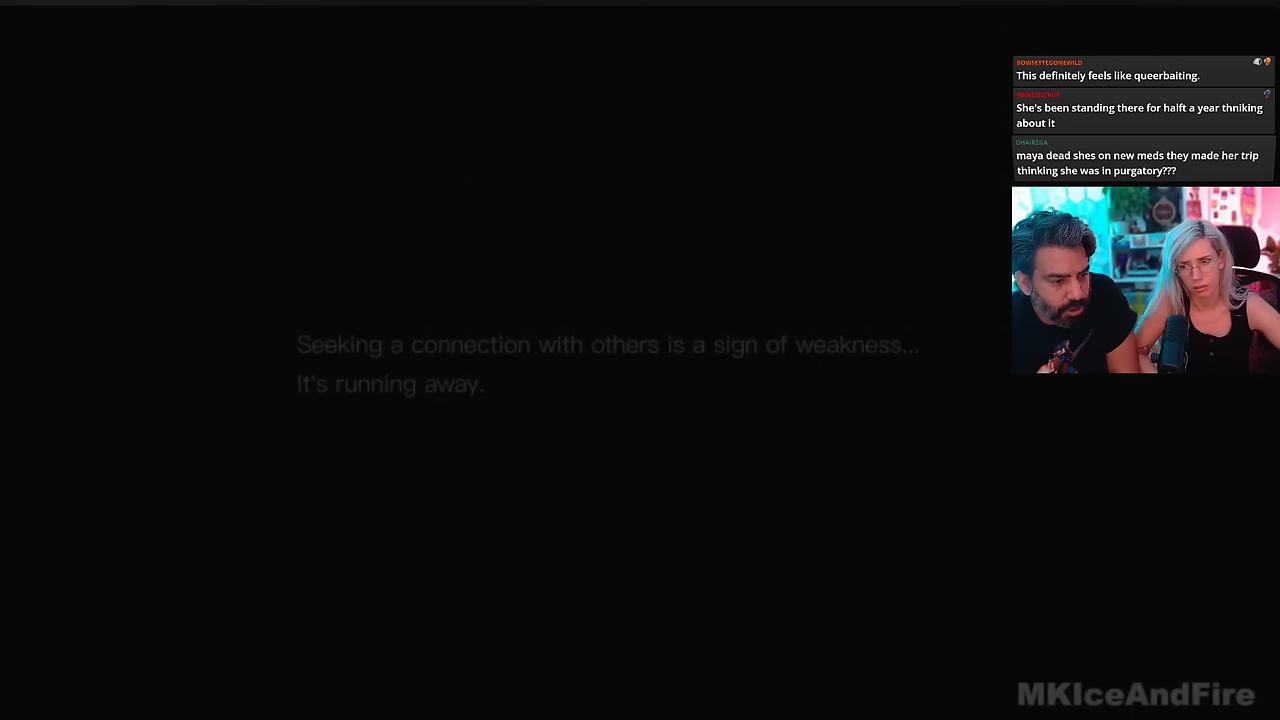 BOWSETTEGONEWILD
This definitely feels like queerbaiting.
She's been standing there for halft a year thniking
about it
OHAIRZGA
maya dead shes on new meds they made her trip
thinking she was in purgatory???
Seeking a connection with others is a sign of weakness...
It's running away.
MKIceAndFire